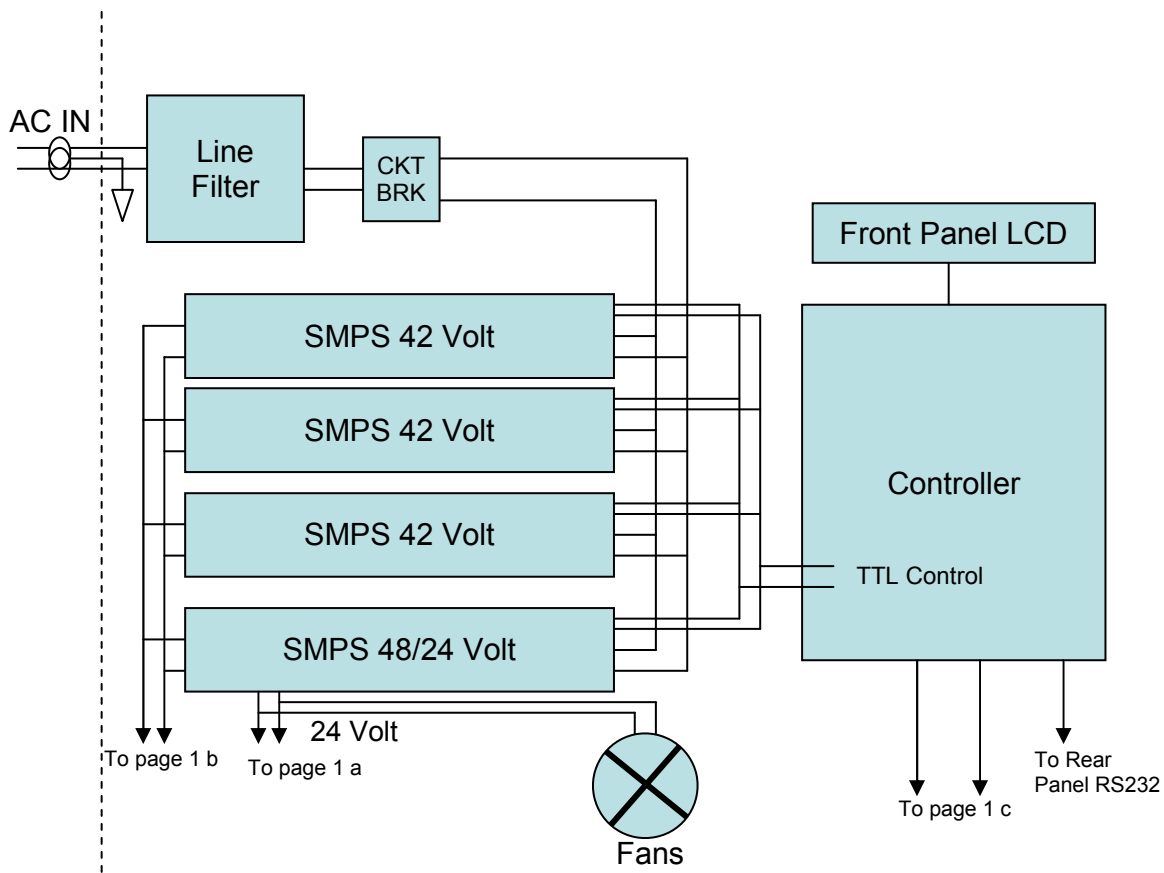 AC IN
Line
Filter
CKT
BRK
Front Panel LCD
SMPS 42 Volt
SMPS 42 Volt
SMPS 42 Volt
SMPS 48/24 Volt
Controller
TTL Control
24 Volt
To page 1 b
To page 1 a
Fans
To page 1 c
To Rear
Panel RS232